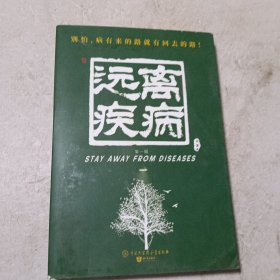 别怕，病有来的路就有回去的路！
远离
疾病
第一辑
STAY AWAY FROM DISEASES
一